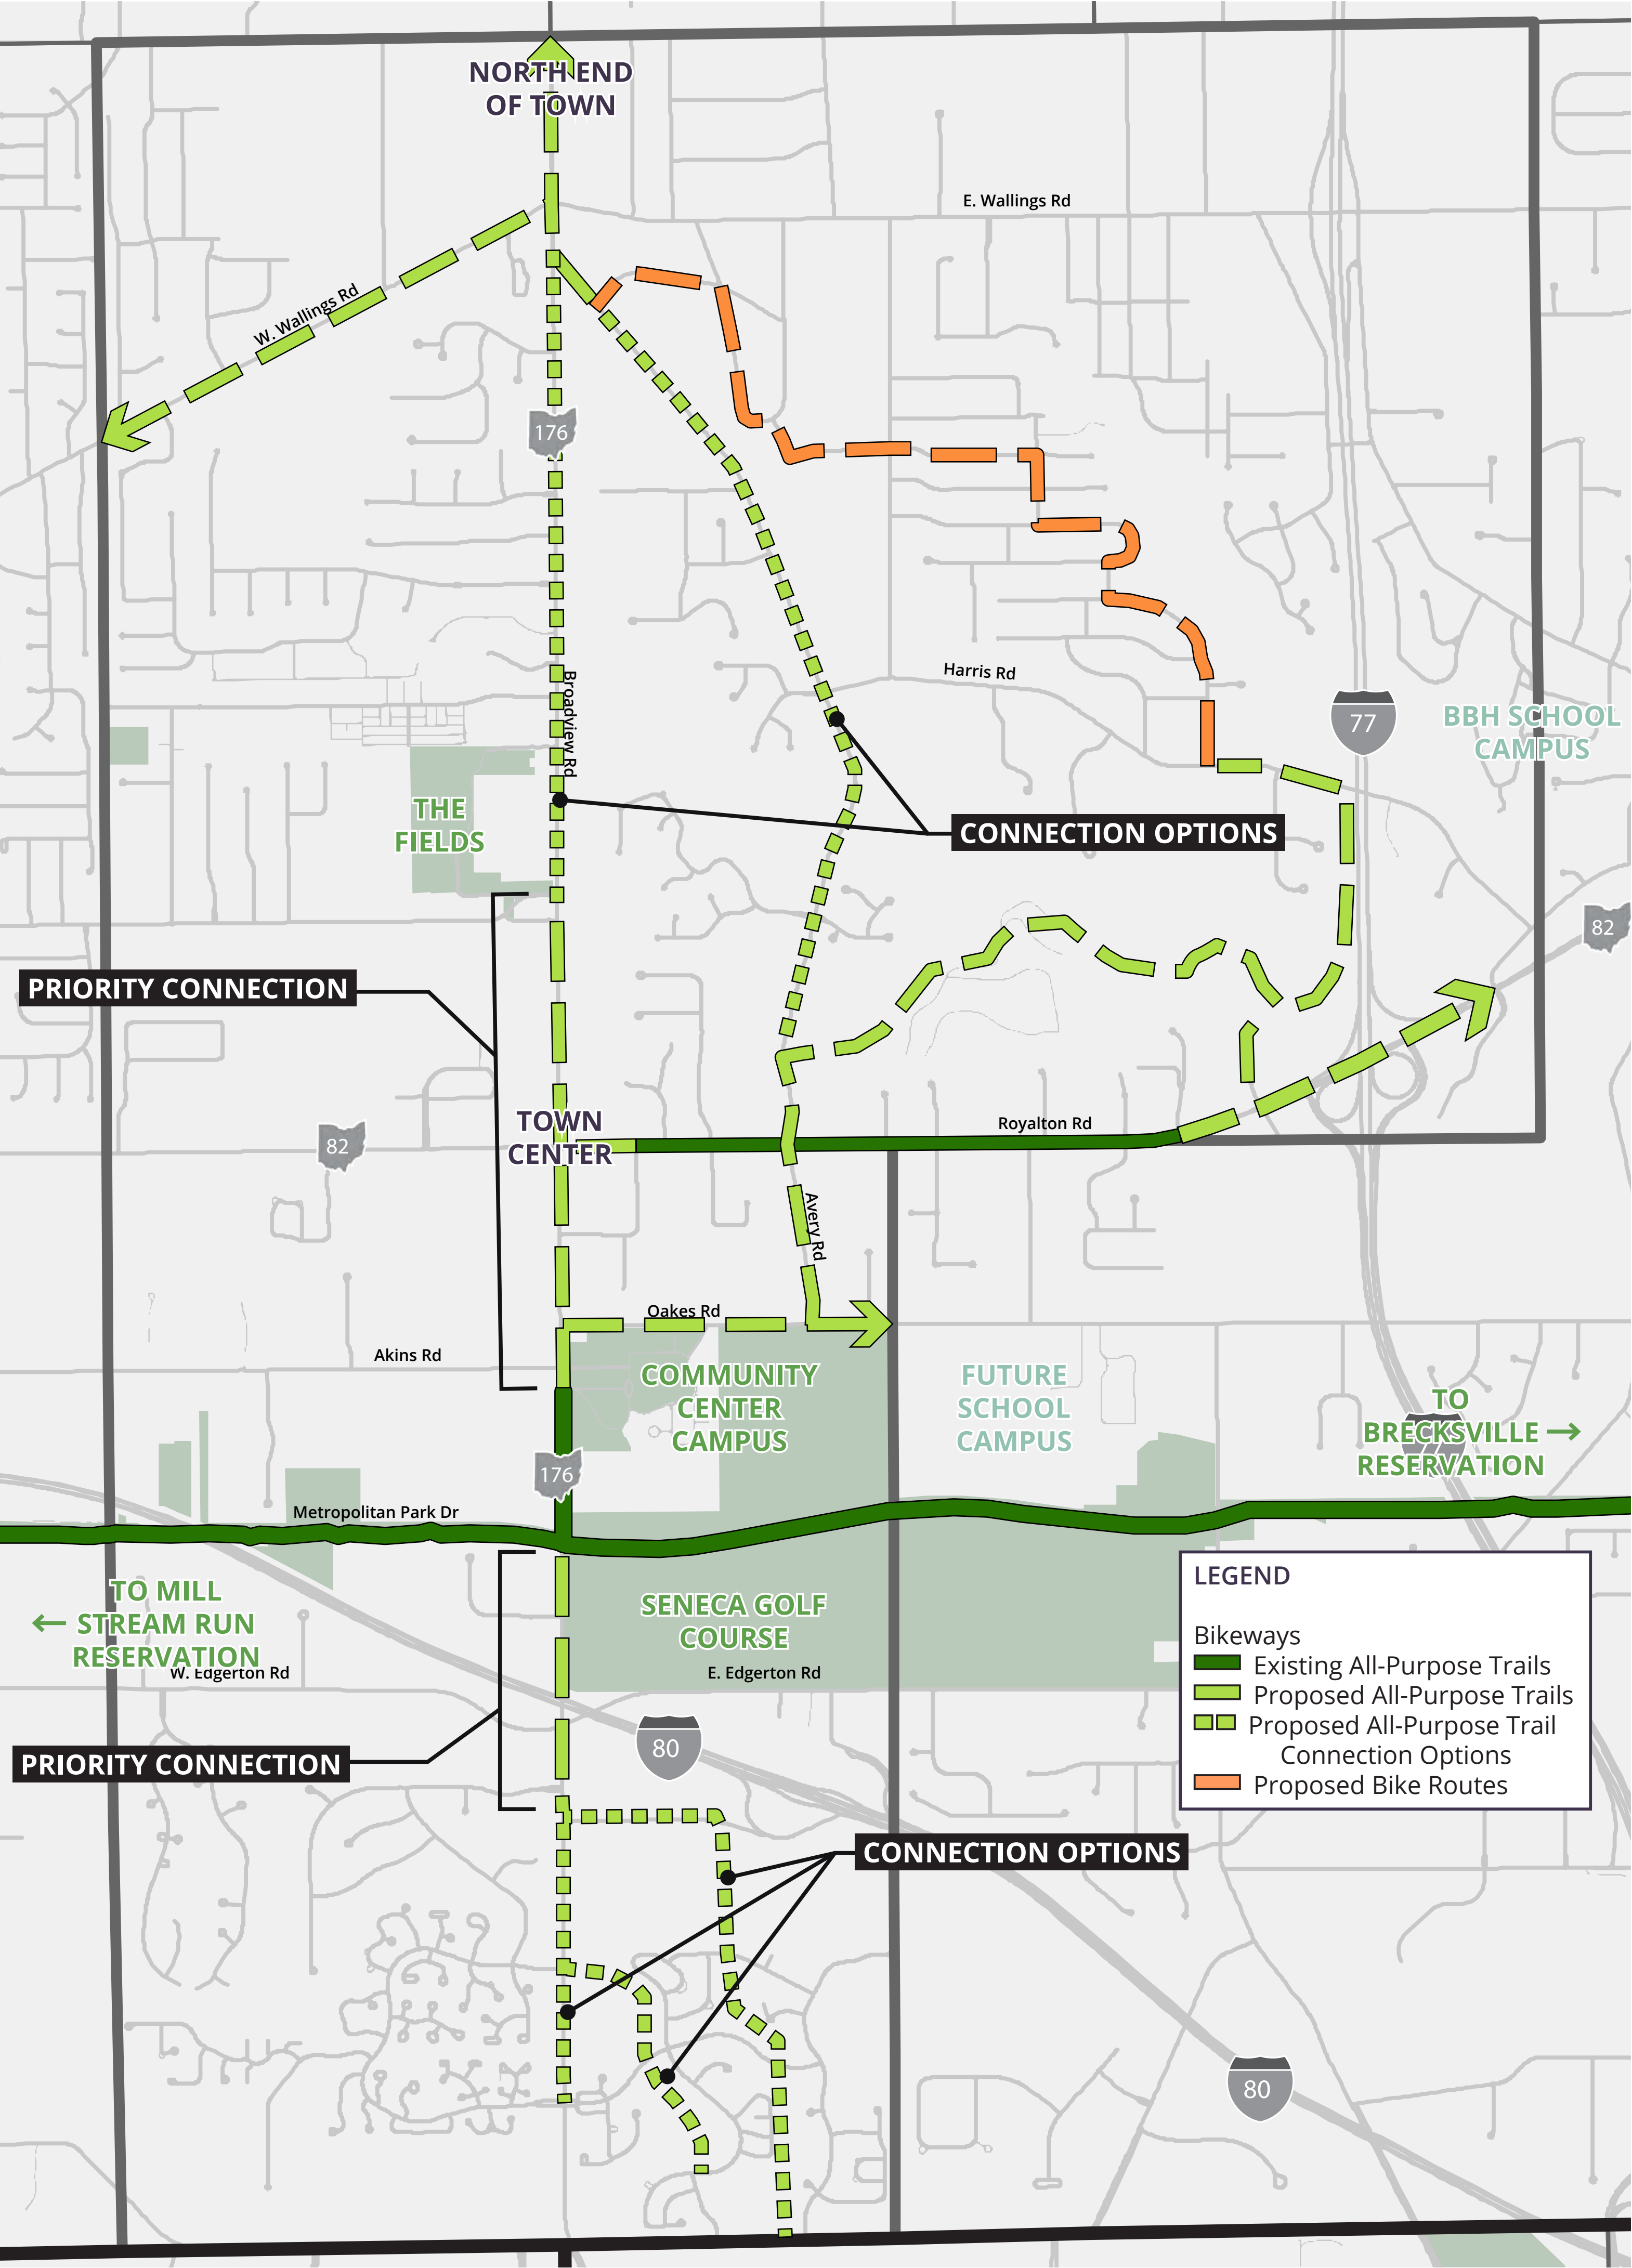 NORTH END
OF TOWN
E. Wallings Rd
W. Wallings Rd
176
Broadview Rd
Harris Rd
77
BBH SCHOOL
CAMPUS
THE
FIELDS
CONNECTION OPTIONS
82
PRIORITY CONNECTION
TOWN
CENTER
82
Royalton Rd
Avery Rd
Oakes Rd
Akins Rd
COMMUNITY
CENTER
CAMPUS
FUTURE
SCHOOL
CAMPUS
TO
BRECKSVILLE →
RESERVATION
176
Metropolitan Park Dr
TO MILL
← STREAM RUN
RESERVATION
W. Edgerton Rd
SENECA GOLF
COURSE
E. Edgerton Rd
PRIORITY CONNECTION
80
LEGEND
Bikeways
Existing All-Purpose Trails
Proposed All-Purpose Trails
Proposed All-Purpose Trail
Connection Options
Proposed Bike Routes
CONNECTION OPTIONS
80